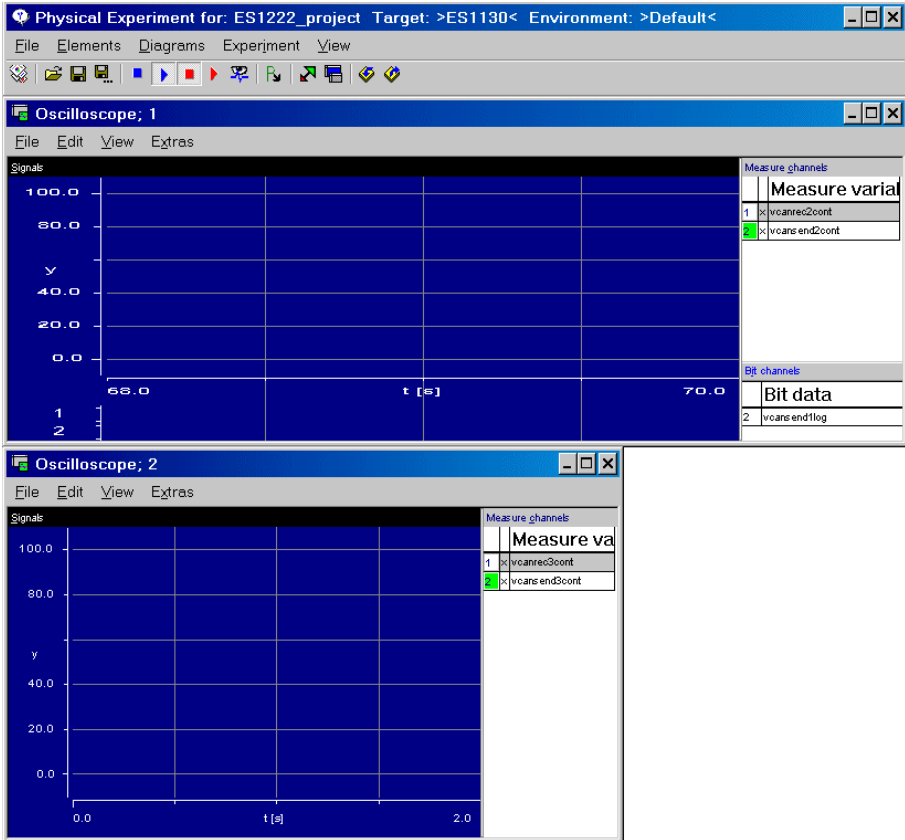 Physical Experiment for: ES1222_project Target: >ES1130< Environment: >Default<
File Elements Diagrams Experiment View
Oscilloscope; 1
File Edit View Extras
Signals
100.0
80.0
y
40.0
20.0
0.0
68.0 t [s] 70.0
1
2
Measure channels
Measure varial
1 x vcanrec2cont
2 x vcansend2cont
Bit channels
Bit data
2 vcansend1log
Oscilloscope; 2
File Edit View Extras
Signals
100.0
80.0
y
40.0
20.0
0.0
0.0 t [s] 2.0
Measure channels
Measure va
1 x vcanrec3cont
2 x vcansend3cont